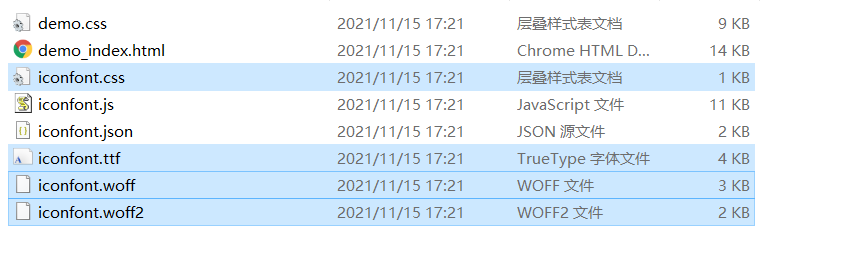 demo.css 2021/11/15 17:21 层叠样式表文档 9 KB
demo_index.html 2021/11/15 17:21 Chrome HTML D... 14 KB
iconfont.css 2021/11/15 17:21 层叠样式表文档 1 KB
iconfont.js 2021/11/15 17:21 JavaScript 文件 11 KB
iconfont.json 2021/11/15 17:21 JSON 源文件 2 KB
iconfont.ttf 2021/11/15 17:21 TrueType 字体文件 4 KB
iconfont.woff 2021/11/15 17:21 WOFF 文件 3 KB
iconfont.woff2 2021/11/15 17:21 WOFF2 文件 2 KB